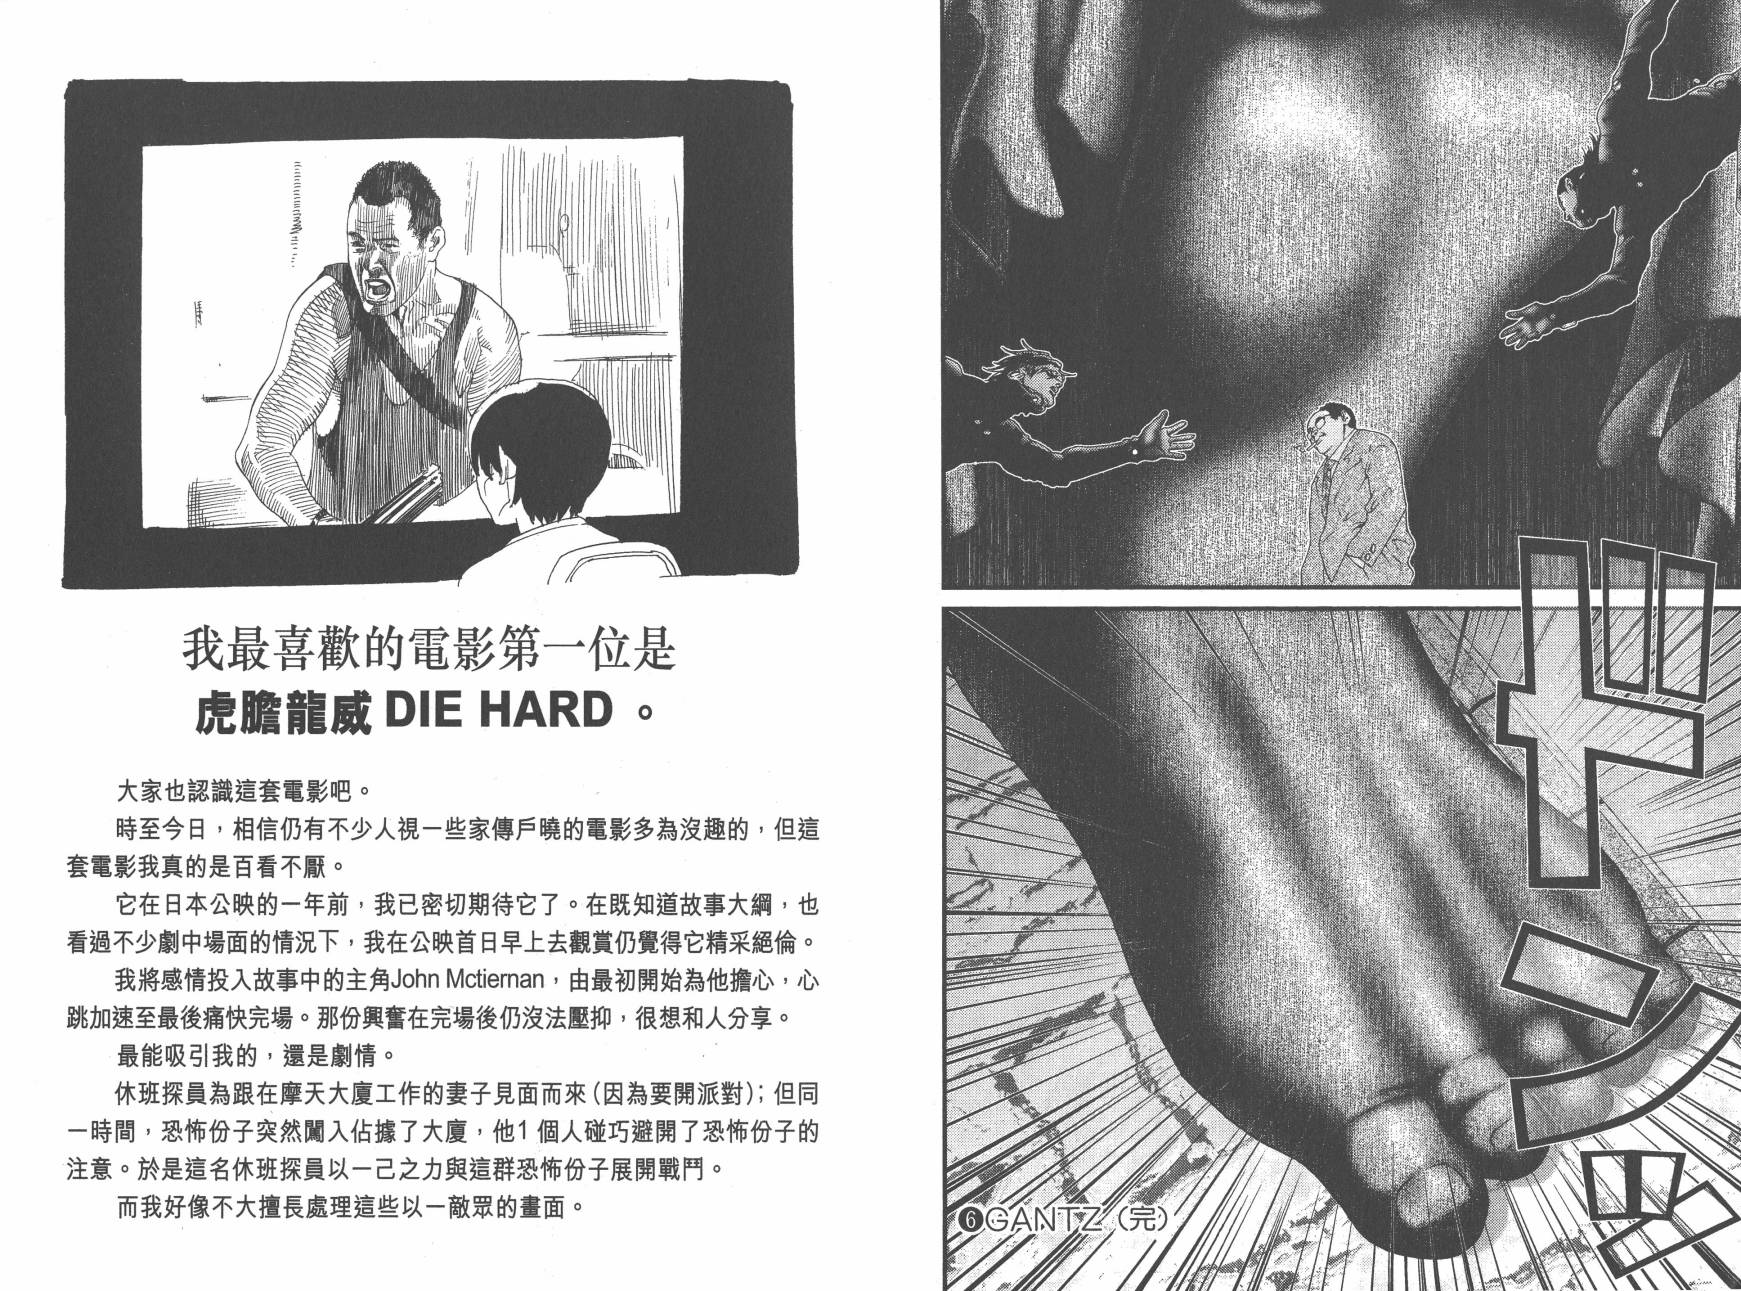 ドドン
ッ
❻GANTZ（完）
我最喜歡的電影第一位是
虎膽龍威 DIE HARD 。
大家也認識這套電影吧。
時至今日，相信仍有不少人視一些家傳戶曉的電影多為沒趣的，但這
套電影我真的是百看不厭。
它在日本公映的一年前，我已密切期待它了。在既知道故事大綱，也
看過不少劇中場面的情況下，我在公映首日早上去觀賞仍覺得它精采絕倫。
我將感情投入故事中的主角John Mctiernan，由最初開始為他擔心，心
跳加速至最後痛快完場。那份興奮在完場後仍沒法壓抑，很想和人分享。
最能吸引我的，還是劇情。
休班探員為跟在摩天大廈工作的妻子見面而來（因為要開派對）；但同
一時間，恐怖份子突然闖入佔據了大廈，他1 個人碰巧避開了恐怖份子的
注意。於是這名休班探員以一己之力與這群恐怖份子展開戰鬥。
而我好像不大擅長處理這些以一敵眾的畫面。